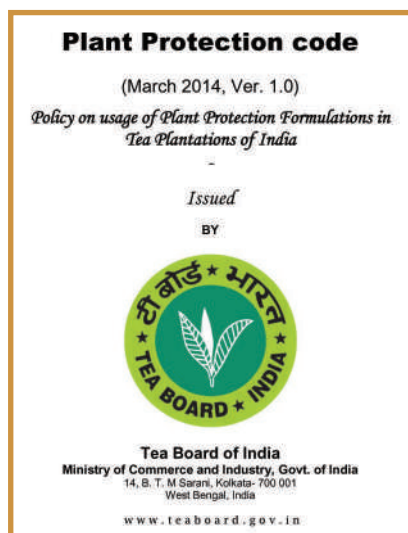 Plant Protection code
(March 2014, Ver. 1.0)
Policy on usage of Plant Protection Formulations in
Tea Plantations of India
-
Issued
BY
टी बोर्ड ★ भारत
★ TEA BOARD ★ INDIA ★
Tea Board of India
Ministry of Commerce and Industry, Govt. of India
14, B. T. M Sarani, Kolkata- 700 001
West Bengal, India
www.teaboard.gov.in